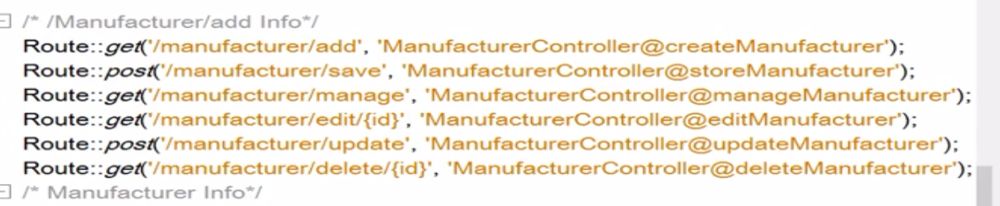 /* /Manufacturer/add Info*/
Route::get('/manufacturer/add', 'ManufacturerController@createManufacturer');
Route::post('/manufacturer/save', 'ManufacturerController@storeManufacturer');
Route::get('/manufacturer/manage', 'ManufacturerController@manageManufacturer');
Route::get('/manufacturer/edit/{id}', 'ManufacturerController@editManufacturer');
Route::post('/manufacturer/update', 'ManufacturerController@updateManufacturer');
Route::get('/manufacturer/delete/{id}', 'ManufacturerController@deleteManufacturer');
/* Manufacturer Info*/